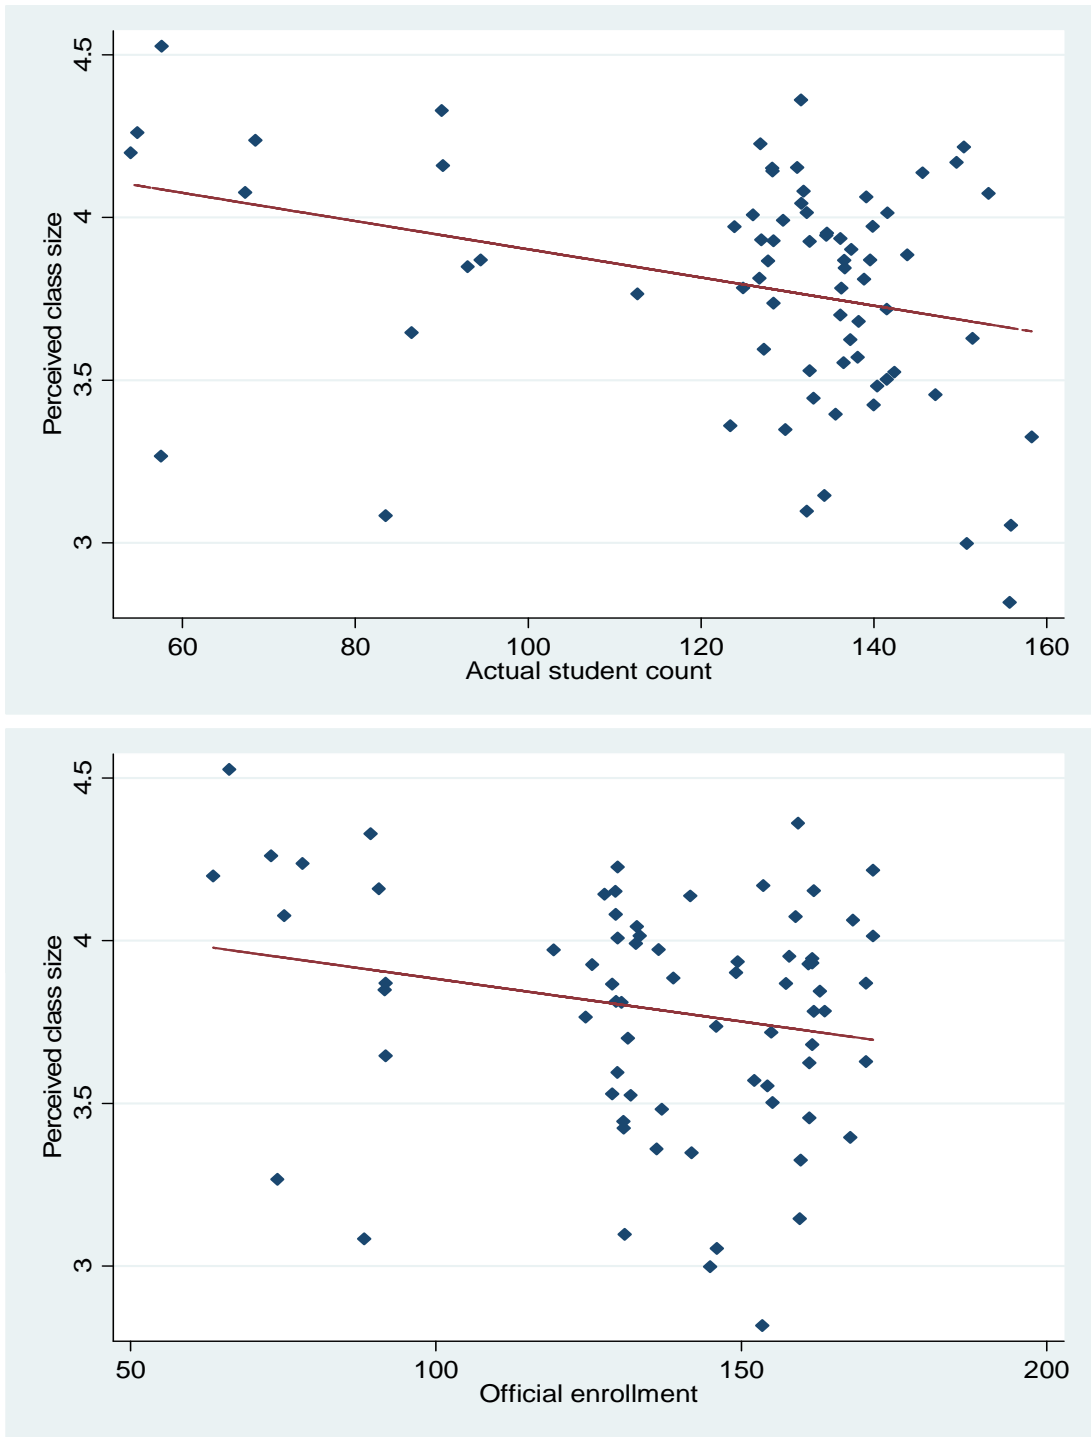 4.5
4
3.5
3
Perceived class size
60 80 100 120 140 160
Actual student count
4.5
4
3.5
3
Perceived class size
50 100 150 200
Official enrollment